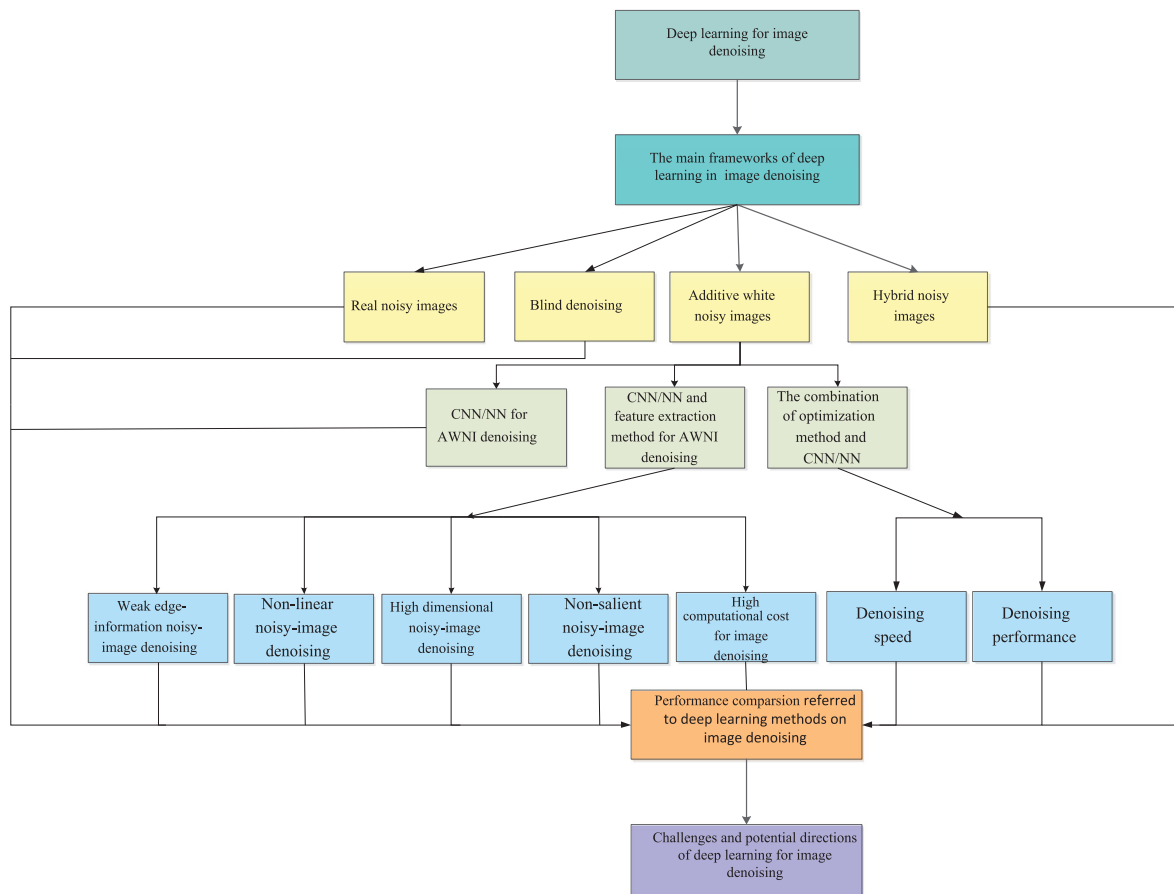 Deep learning for image
denoising
The main frameworks of deep
learning in image denoising
Real noisy images
Blind denoising
Additive white
noisy images
Hybrid noisy
images
CNN/NN for
AWNI denoising
CNN/NN and
feature extraction
method for AWNI
denoising
The combination
of optimization
method and
CNN/NN
Weak edge-
information noisy-
image denoising
Non-linear
noisy-image
denoising
High dimensional
noisy-image
denoising
Non-salient
noisy-image
denoising
High
computational cost
for image
denoising
Denoising
speed
Denoising
performance
Performance comparsion referred
to deep learning methods on
image denoising
Challenges and potential directions
of deep learning for image
denoising